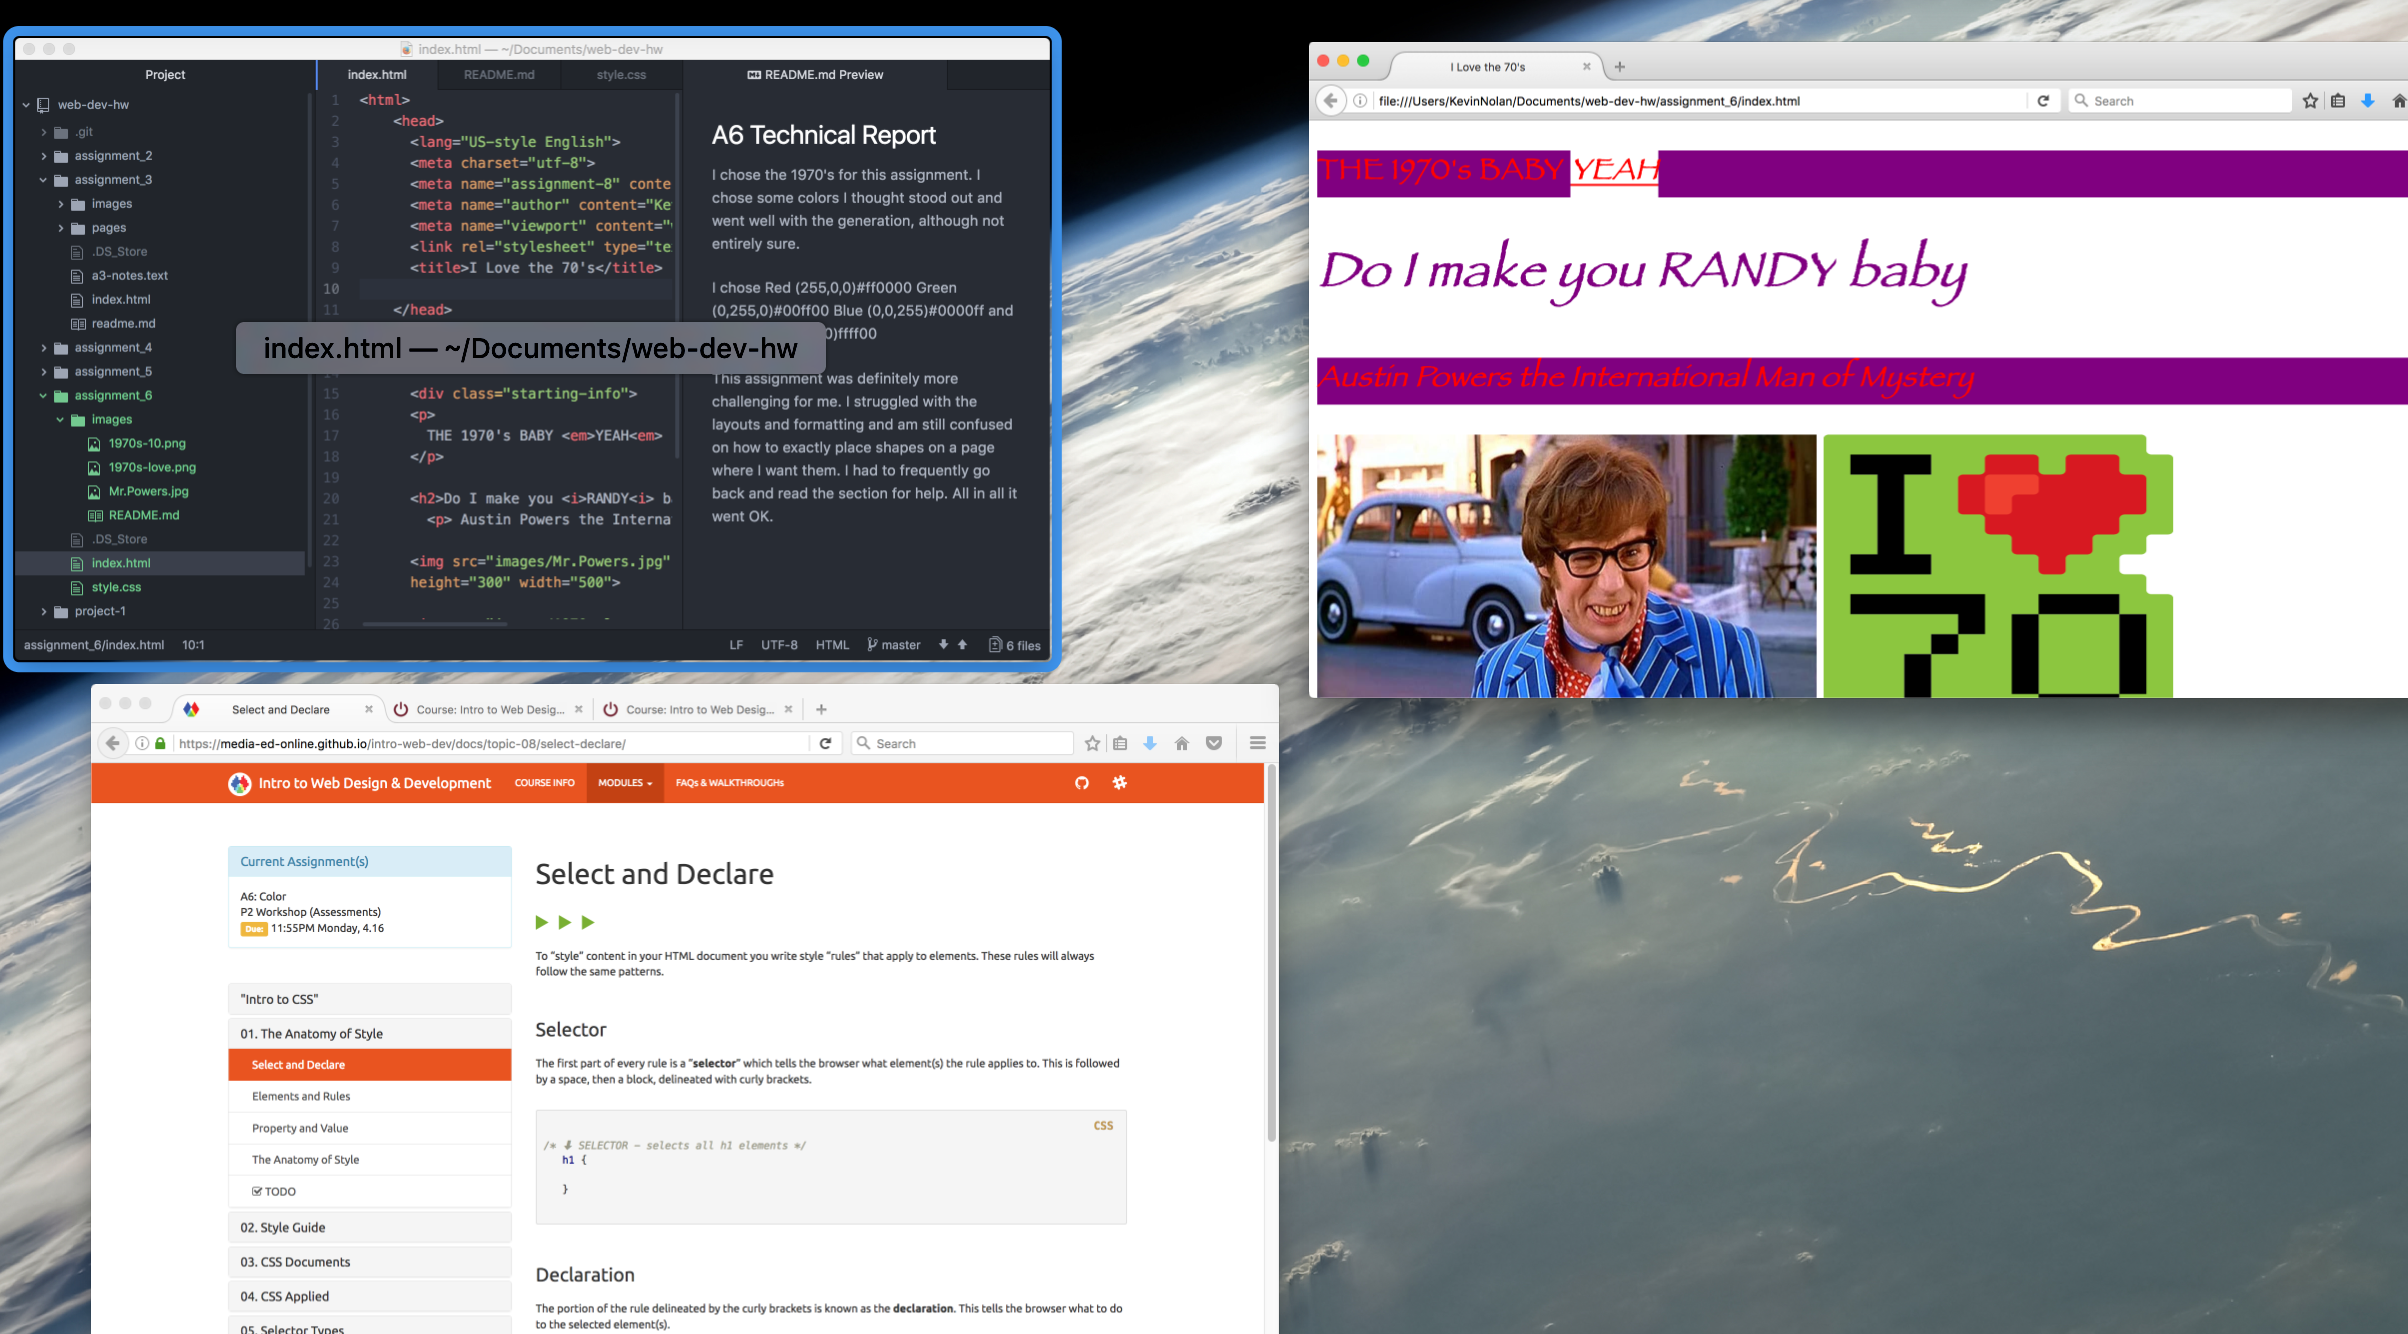 index.html — ~/Documents/web-dev-hw
Project
web-dev-hw
.git
assignment_2
assignment_3
images
pages
.DS_Store
a3-notes.text
index.html
readme.md
assignment_4
assignment_5
assignment_6
images
1970s-10.png
1970s-love.png
Mr.Powers.jpg
README.md
.DS_Store
index.html
style.css
project-1
index.html README.md style.css
1 <html>
2 <head>
3 <lang="US-style English">
4 <meta charset="utf-8">
5 <meta name="assignment-8" conte
6 <meta name="author" content="Ke
7 <meta name="viewport" content="
8 <link rel="stylesheet" type="te
9 <title>I Love the 70's</title>
10
11 </head>
15 <div class="starting-info">
16 <p>
17 THE 1970's BABY <em>YEAH<em>
18 </p>
19
20 <h2>Do I make you <i>RANDY<i> b
21 <p> Austin Powers the Interna
22
23 <img src="images/Mr.Powers.jpg"
24 height="300" width="500">
25
26
README.md Preview
A6 Technical Report
I chose the 1970's for this assignment. I
chose some colors I thought stood out and
went well with the generation, although not
entirely sure.
I chose Red (255,0,0)#ff0000 Green
(0,255,0)#00ff00 Blue (0,0,255)#0000ff and
0)ffff00
This assignment was definitely more
challenging for me. I struggled with the
layouts and formatting and am still confused
on how to exactly place shapes on a page
where I want them. I had to frequently go
back and read the section for help. All in all it
went OK.
index.html — ~/Documents/web-dev-hw
assignment_6/index.html 10:1 LF UTF-8 HTML master 6 files
I Love the 70's
file:///Users/KevinNolan/Documents/web-dev-hw/assignment_6/index.html Search
THE 1970's BABY YEAH
Do I make you RANDY baby
Austin Powers the International Man of Mystery
I
70
Select and Declare Course: Intro to Web Desig... Course: Intro to Web Desig...
https://media-ed-online.github.io/intro-web-dev/docs/topic-08/select-declare/ Search
Intro to Web Design & Development COURSE INFO MODULES FAQs & WALKTHROUGHs
Current Assignment(s)
A6: Color
P2 Workshop (Assessments)
Due: 11:55PM Monday, 4.16
"Intro to CSS"
01. The Anatomy of Style
Select and Declare
Elements and Rules
Property and Value
The Anatomy of Style
TODO
02. Style Guide
03. CSS Documents
04. CSS Applied
05. Selector Types
Select and Declare
To “style” content in your HTML document you write style “rules” that apply to elements. These rules will always
follow the same patterns.
Selector
The first part of every rule is a “selector” which tells the browser what element(s) the rule applies to. This is followed
by a space, then a block, delineated with curly brackets.
CSS
/* ⬇ SELECTOR – selects all h1 elements */
h1 {
}
Declaration
The portion of the rule delineated by the curly brackets is known as the declaration. This tells the browser what to do
to the selected element(s).